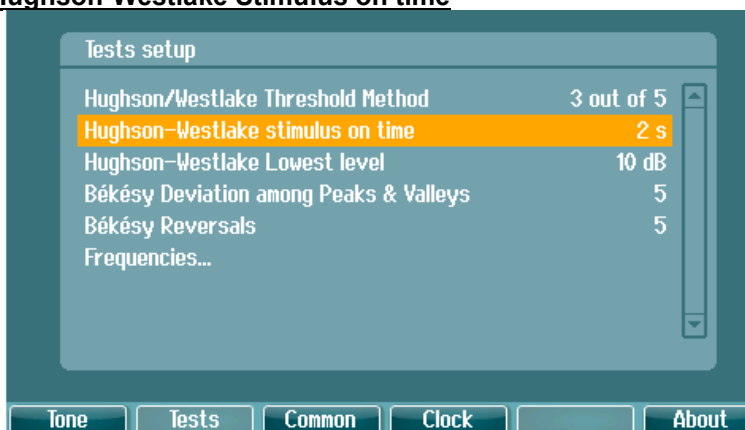 Hughson-Westlake Stimulus on time
Tests setup
Hughson/Westlake Threshold Method 3 out of 5
Hughson-Westlake stimulus on time 2 s
Hughson-Westlake Lowest level 10 dB
Békésy Deviation among Peaks & Valleys 5
Békésy Reversals 5
Frequencies...
Tone Tests Common Clock About